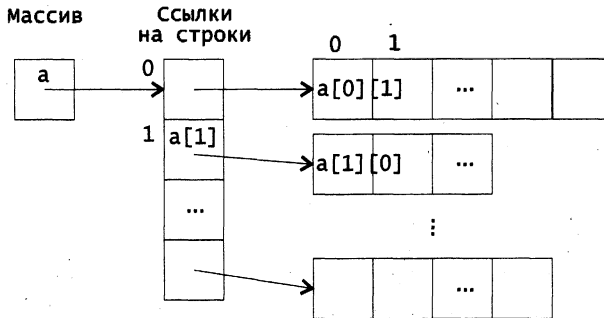 Массив Ссылки
на строки
0 1
a 0 a[0][1] ...
1 a[1] a[1][0] ...
... ⋮
...